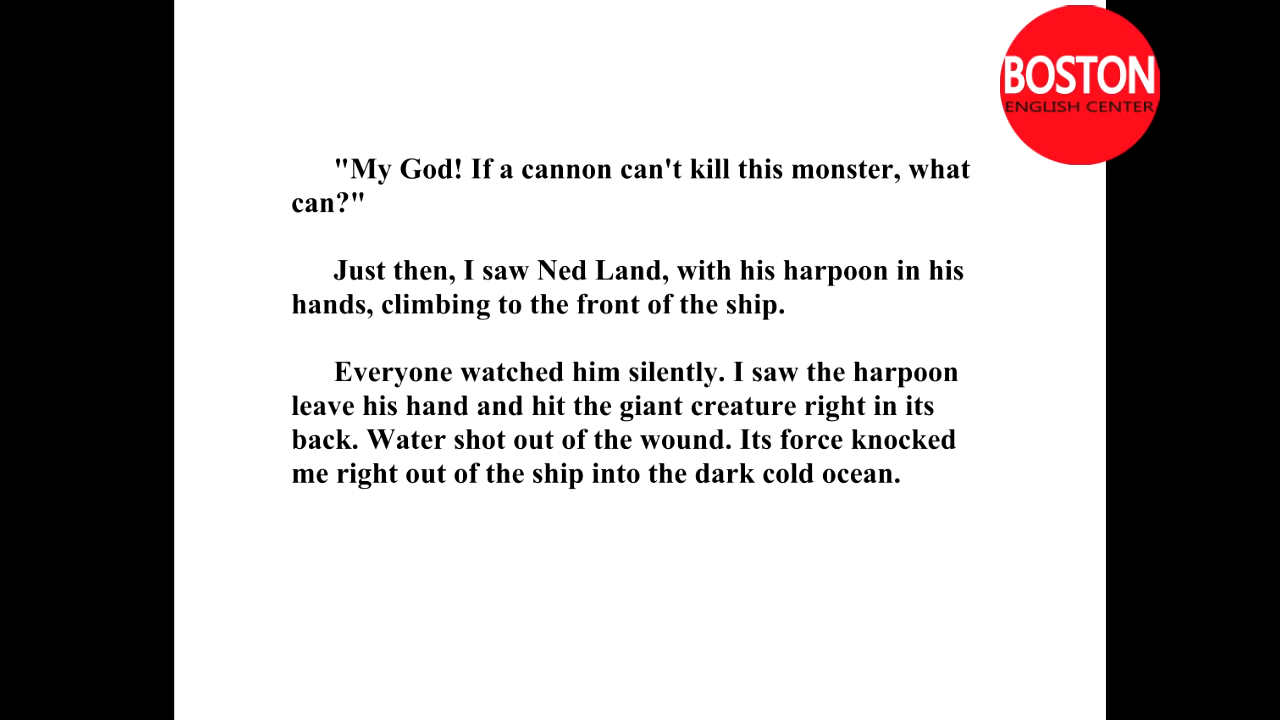 BOSTON
ENGLISH CENTER
"My God! If a cannon can't kill this monster, what
can?"
Just then, I saw Ned Land, with his harpoon in his
hands, climbing to the front of the ship.
Everyone watched him silently. I saw the harpoon
leave his hand and hit the giant creature right in its
back. Water shot out of the wound. Its force knocked
me right out of the ship into the dark cold ocean.